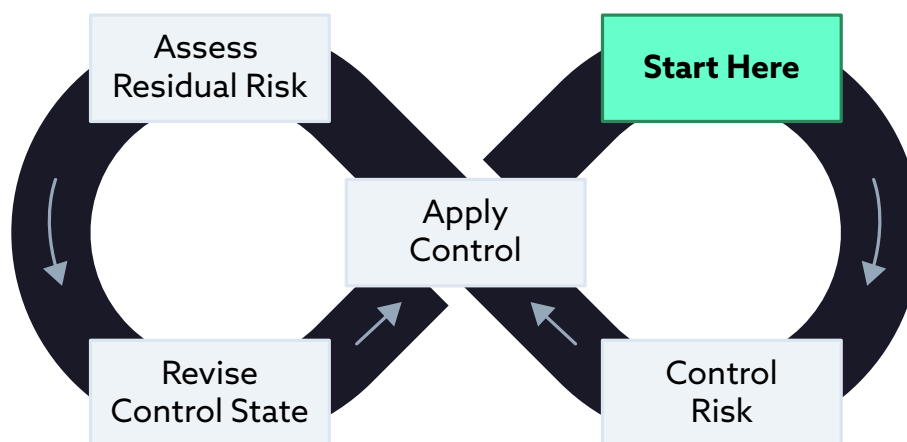 Assess
Residual Risk
Start Here
Apply
Control
Revise
Control State
Control
Risk